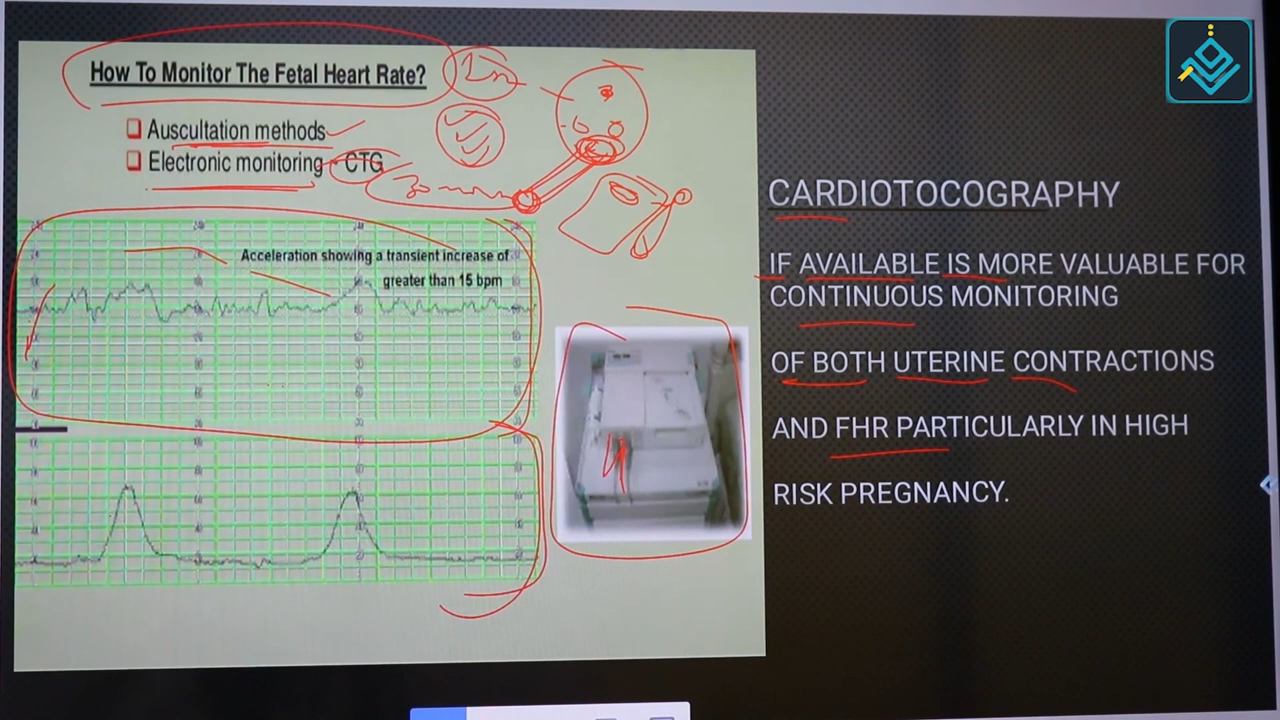 How To Monitor The Fetal Heart Rate?
Auscultation methods
Electronic monitoring - CTG
Acceleration showing a transient increase of
greater than 15 bpm
CARDIOTOCOGRAPHY
IF AVAILABLE IS MORE VALUABLE FOR
CONTINUOUS MONITORING
OF BOTH UTERINE CONTRACTIONS
AND FHR PARTICULARLY IN HIGH
RISK PREGNANCY.